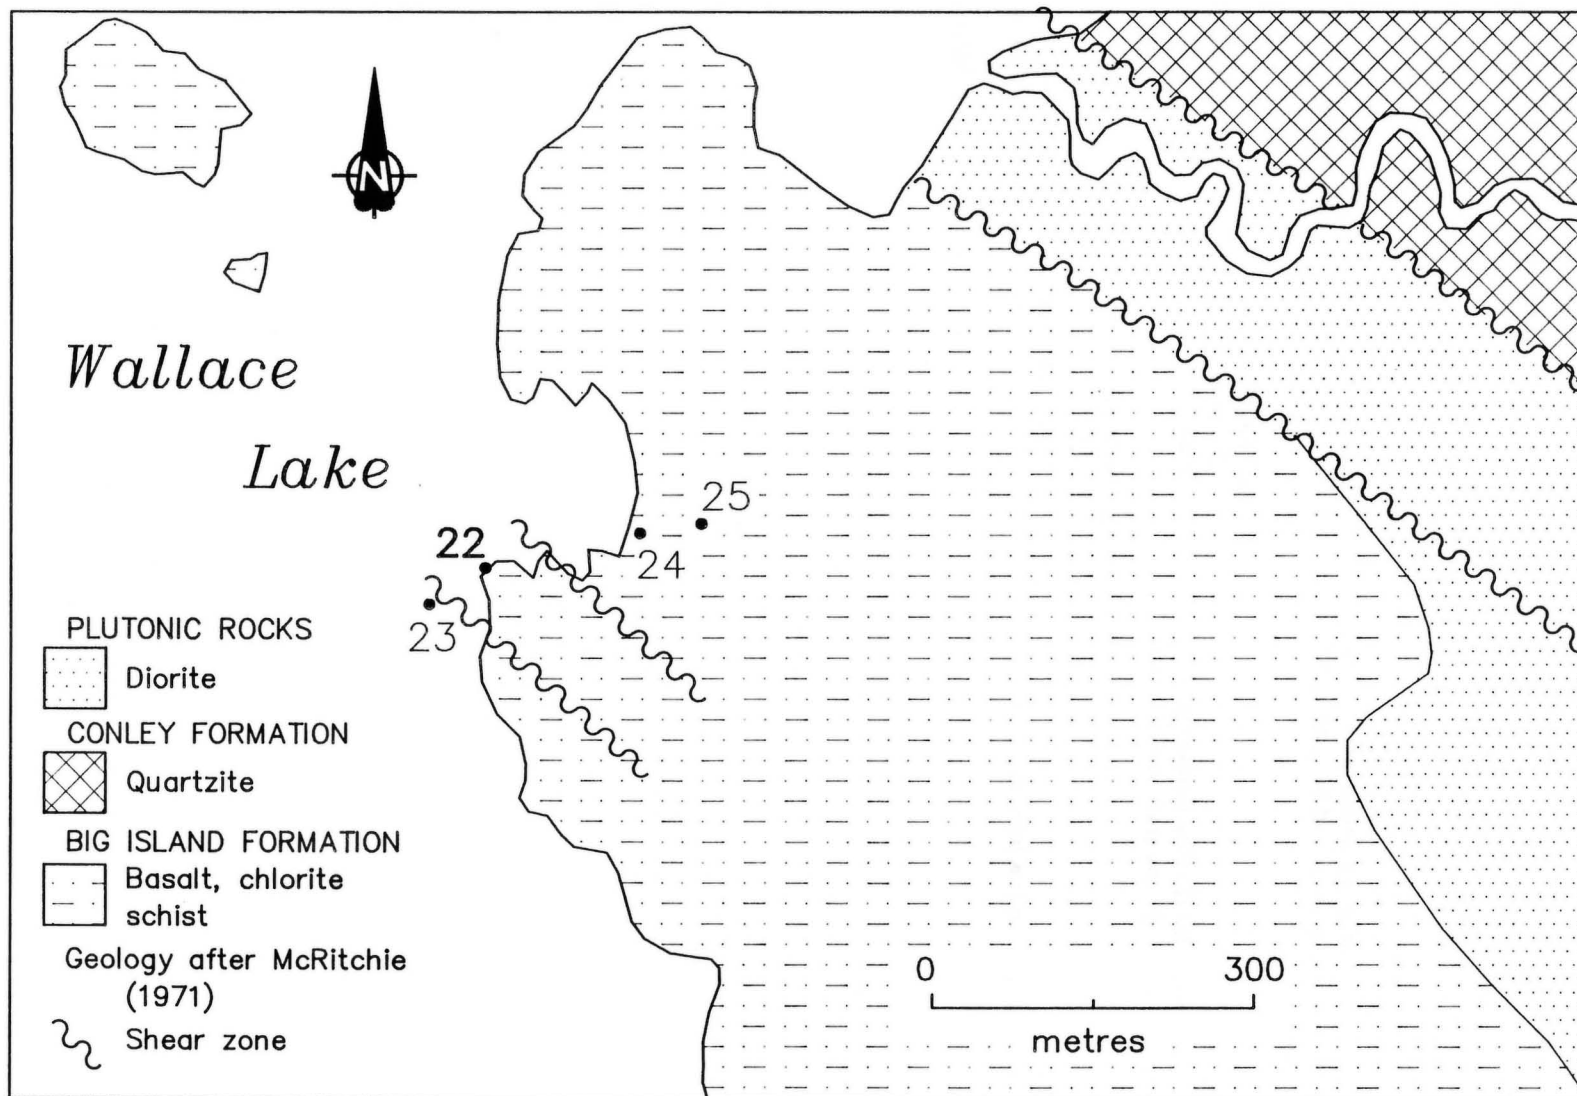 N
Wallace
Lake
25
24
22
23
PLUTONIC ROCKS
Diorite
CONLEY FORMATION
Quartzite
BIG ISLAND FORMATION
Basalt, chlorite
schist
Geology after McRitchie
(1971)
Shear zone
0 300
metres